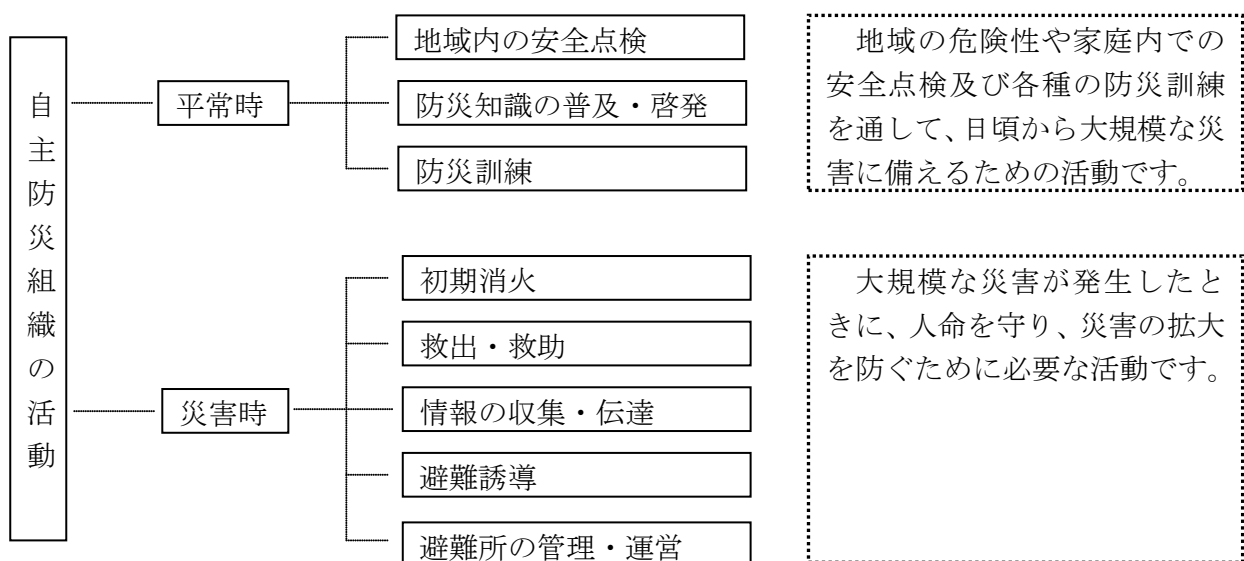 自主防災組織の活動
平常時
地域内の安全点検
防災知識の普及・啓発
防災訓練
地域の危険性や家庭内での
安全点検及び各種の防災訓練
を通して、日頃から大規模な災
害に備えるための活動です。
災害時
初期消火
救出・救助
情報の収集・伝達
避難誘導
避難所の管理・運営
大規模な災害が発生したと
きに、人命を守り、災害の拡大
を防ぐために必要な活動です。